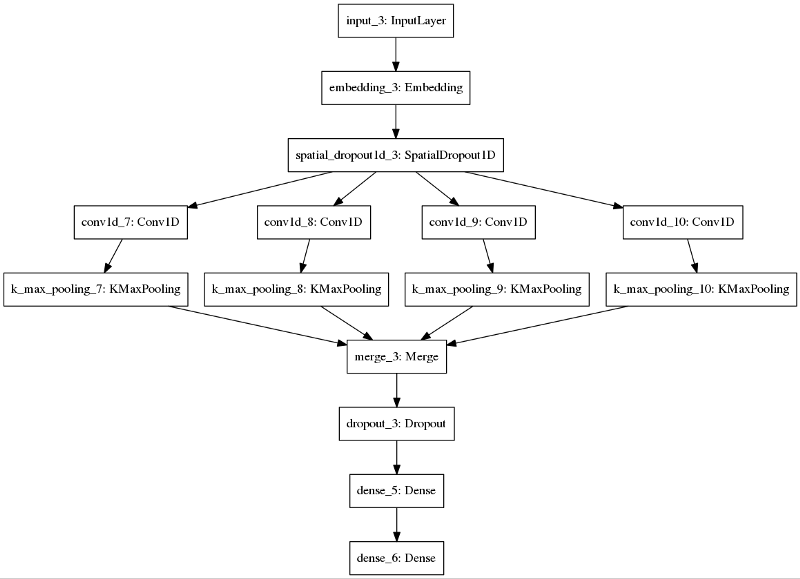 input_3: InputLayer
embedding_3: Embedding
spatial_dropout1d_3: SpatialDropout1D
conv1d_7: Conv1D
conv1d_8: Conv1D
conv1d_9: Conv1D
conv1d_10: Conv1D
k_max_pooling_7: KMaxPooling
k_max_pooling_8: KMaxPooling
k_max_pooling_9: KMaxPooling
k_max_pooling_10: KMaxPooling
merge_3: Merge
dropout_3: Dropout
dense_5: Dense
dense_6: Dense